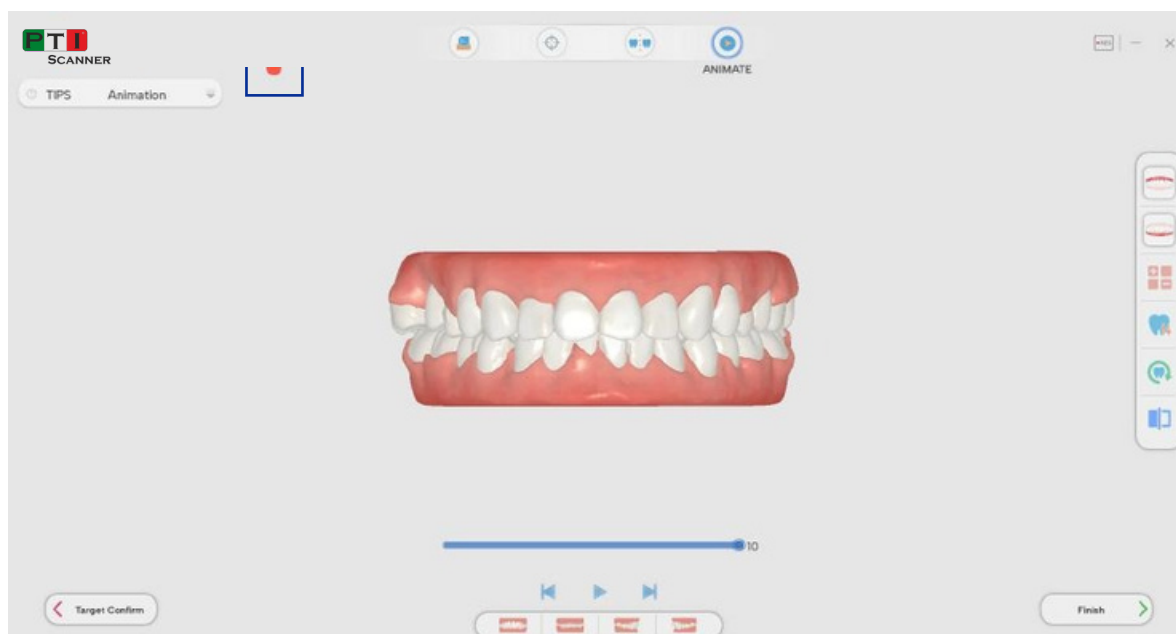 PTI
SCANNER
ANIMATE
TIPS Animation
10
Target Confirm
Finish